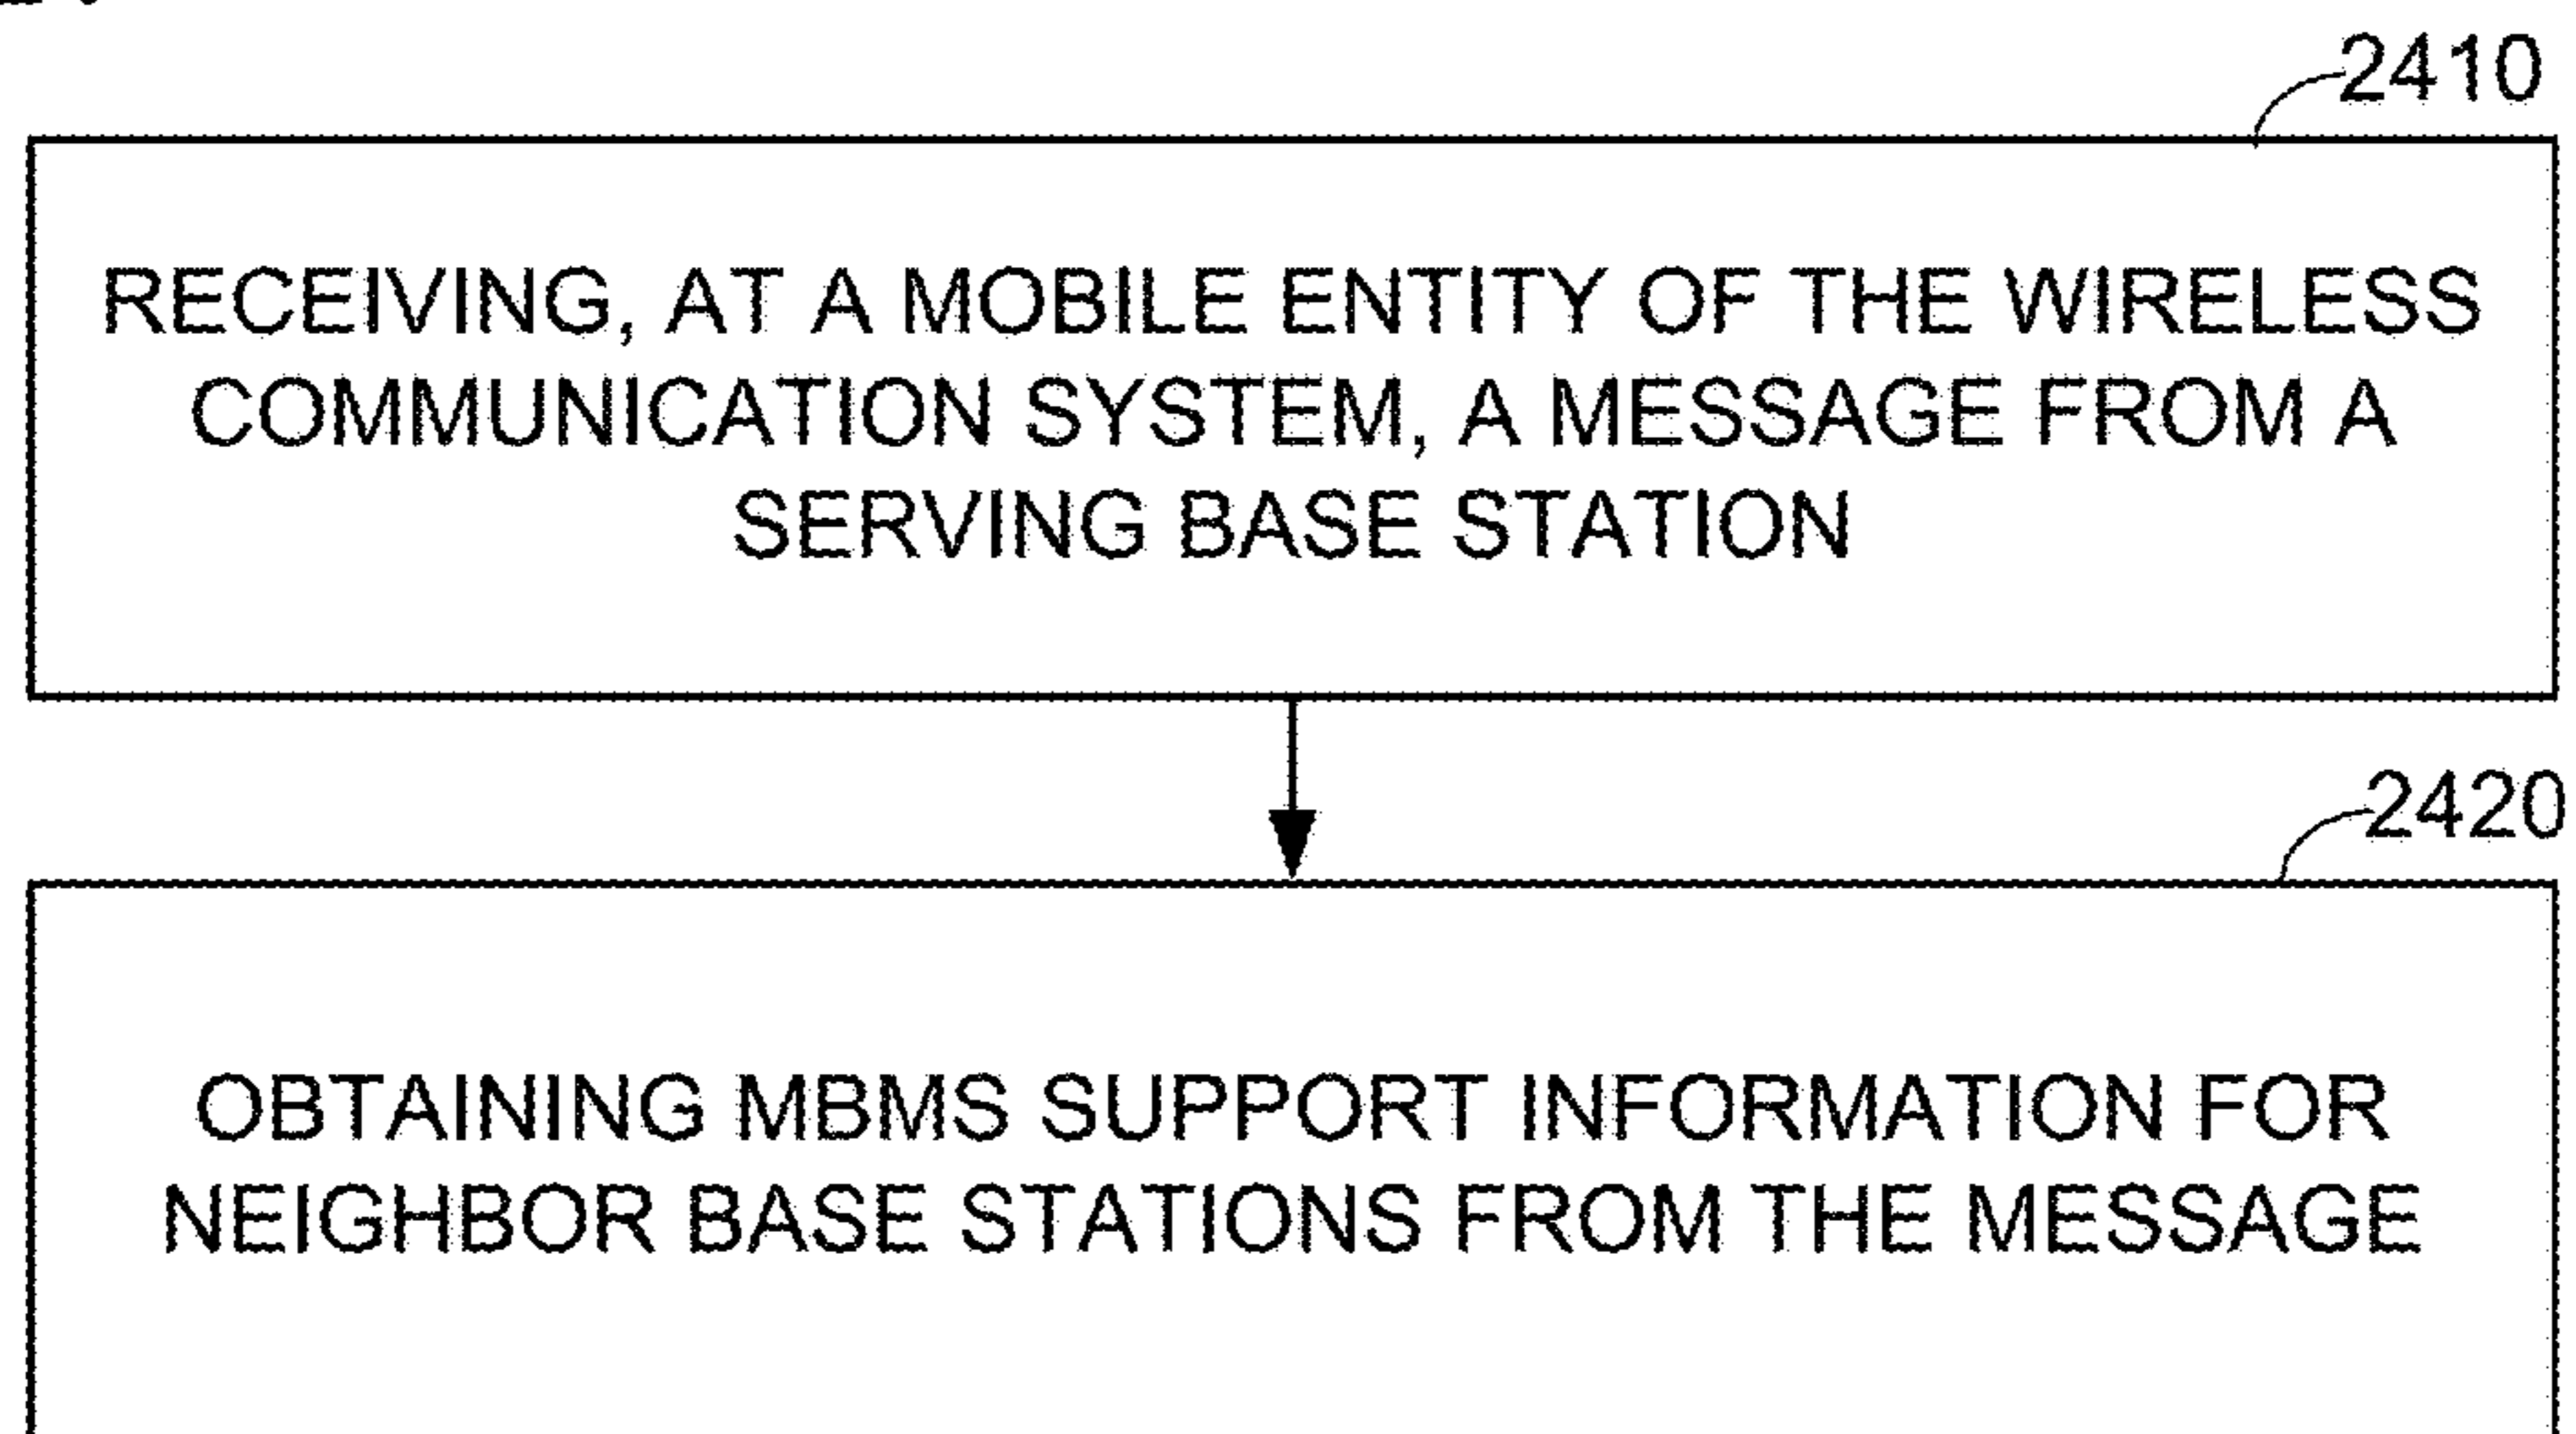 2410
RECEIVING, AT A MOBILE ENTITY OF THE WIRELESS
COMMUNICATION SYSTEM, A MESSAGE FROM A
SERVING BASE STATION
2420
OBTAINING MBMS SUPPORT INFORMATION FOR
NEIGHBOR BASE STATIONS FROM THE MESSAGE